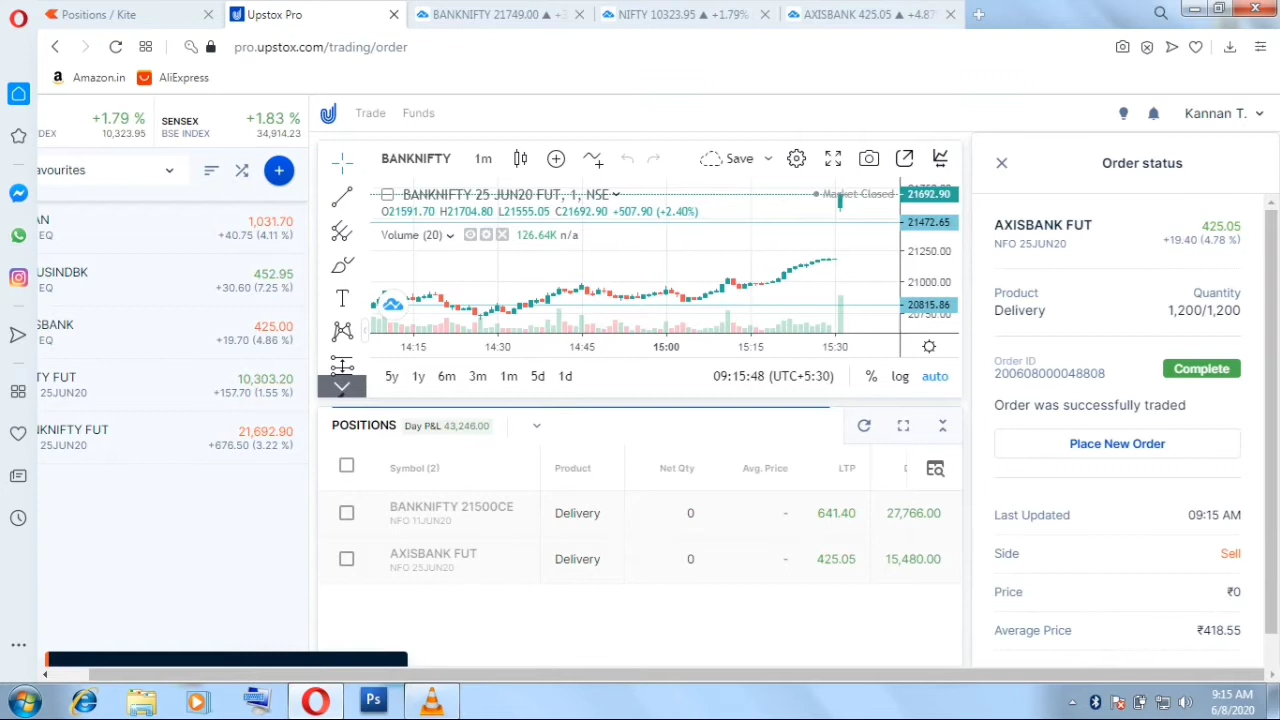 Positions / Kite
Upstox Pro
BANKNIFTY 21749.00 ▲ +3
NIFTY 10323.95 ▲ +1.79%
AXISBANK 425.05 ▲ +4.87
pro.upstox.com/trading/order
Amazon.in
AliExpress
+1.79 %
DEX 10,323.95
SENSEX +1.83 %
BSE INDEX 34,914.23
Trade
Funds
Kannan T.
avourites
AN 1,031.70
EQ +40.75 (4.11 %)
USINDBK 452.95
EQ +30.60 (7.25 %)
SBANK 425.00
EQ +19.70 (4.86 %)
TY FUT 10,303.20
25JUN20 +157.70 (1.55 %)
KNIFTY FUT 21,692.90
25JUN20 +676.50 (3.22 %)
BANKNIFTY 1m Save
BANKNIFTY 25 JUN20 FUT, 1, NSE
Market Closed
21692.90
O21591.70 H21704.80 L21555.05 C21692.90 +507.90 (+2.40%)
21472.65
Volume (20) 126.64K n/a
21250.00
21000.00
20815.86
20750.00
14:15 14:30 14:45 15:00 15:15 15:30
5y 1y 6m 3m 1m 5d 1d
09:15:48 (UTC+5:30) % log auto
POSITIONS Day P&L 43,246.00
Symbol (2) Product Net Qty Avg. Price LTP
BANKNIFTY 21500CE Delivery 0 - 641.40 27,766.00
NFO 11JUN20
AXISBANK FUT Delivery 0 - 425.05 15,480.00
NFO 25JUN20
Order status
AXISBANK FUT 425.05
NFO 25JUN20 +19.40 (4.78 %)
Product Quantity
Delivery 1,200/1,200
Order ID
200608000048808
Complete
Order was successfully traded
Place New Order
Last Updated 09:15 AM
Side Sell
Price ₹0
Average Price ₹418.55
Ps
9:15 AM
6/8/2020